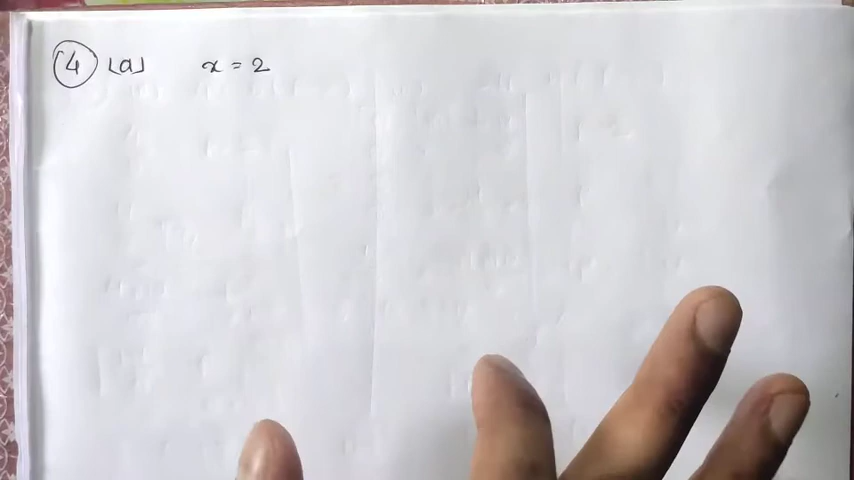 ④ [a] x = 2